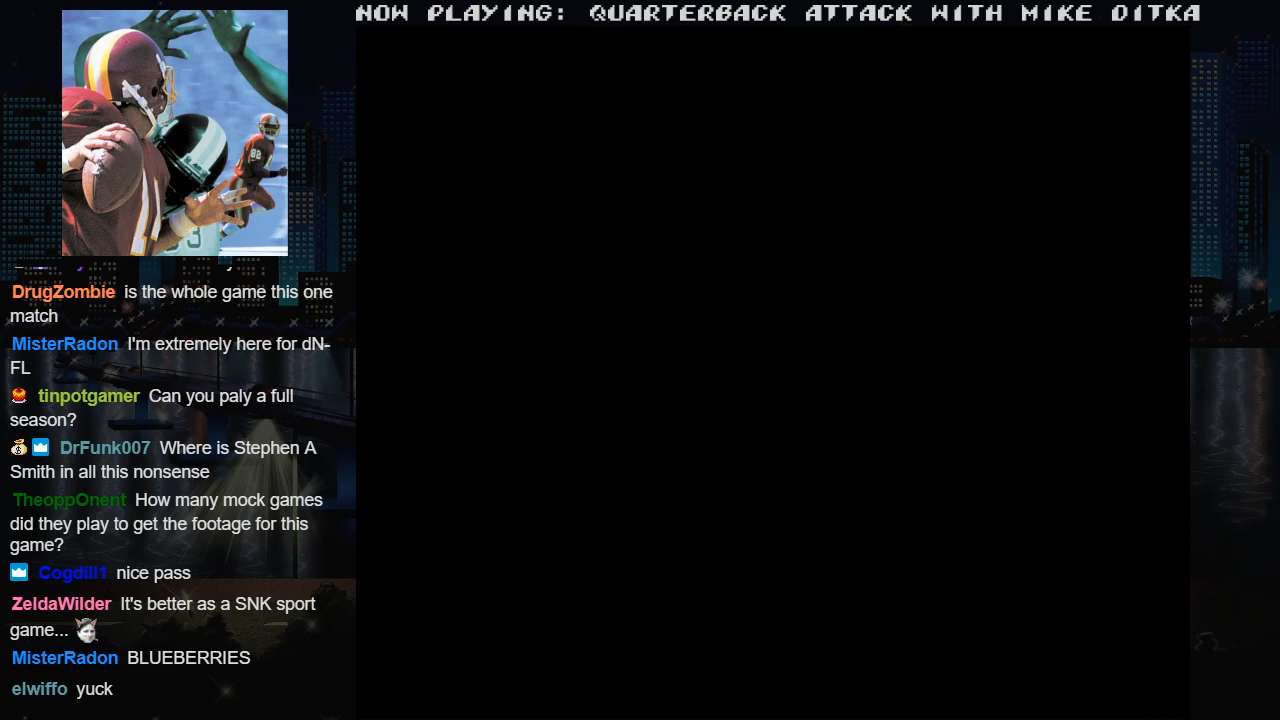 NOW PLAYING: QUARTERBACK ATTACK WITH MIKE DITKA
82
3
DrugZombie is the whole game this one
match
MisterRadon I'm extremely here for dN-
FL
tinpotgamer Can you paly a full
season?
DrFunk007 Where is Stephen A
Smith in all this nonsense
TheoppOnent How many mock games
did they play to get the footage for this
game?
Cogdill1 nice pass
ZeldaWilder It's better as a SNK sport
game...
MisterRadon BLUEBERRIES
elwiffo yuck